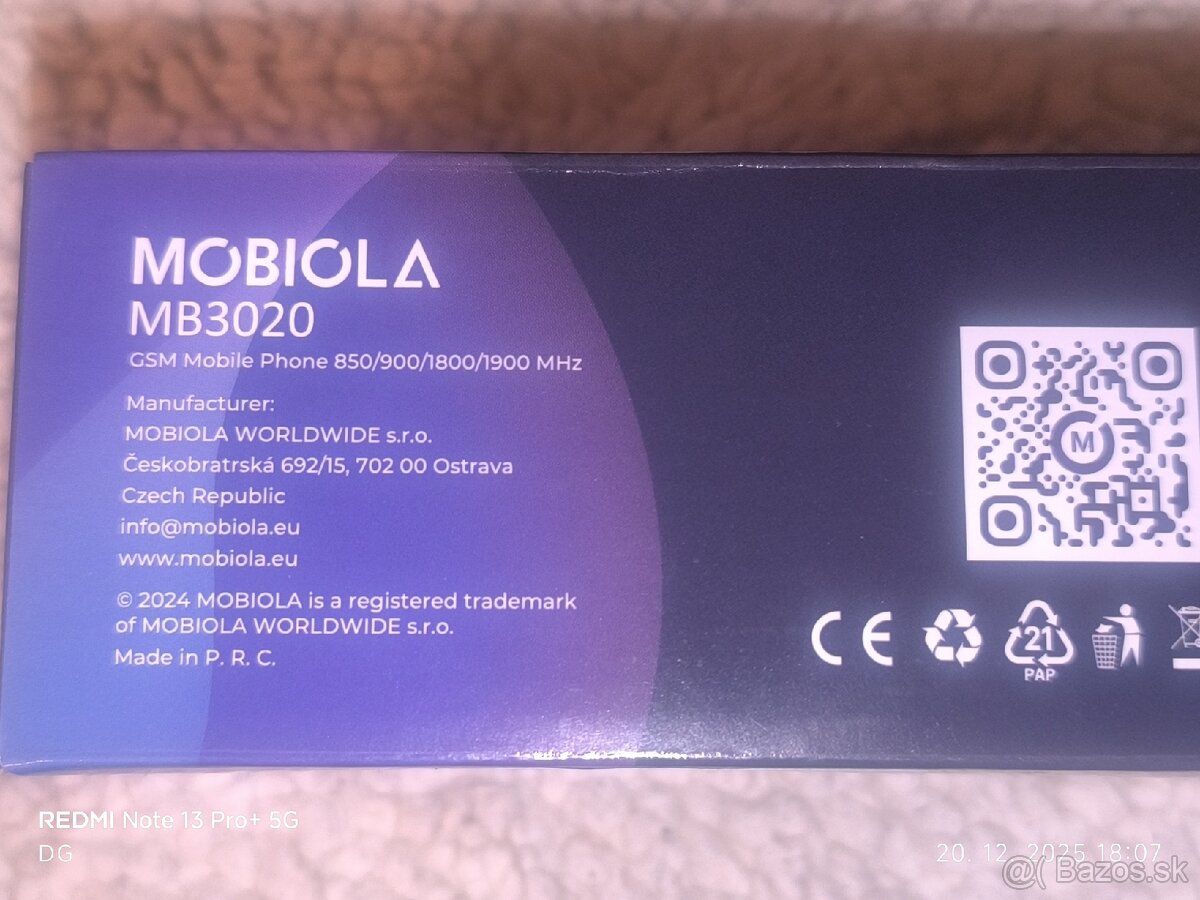 MOBIOLA
MB3020
GSM Mobile Phone 850/900/1800/1900 MHz
Manufacturer:
MOBIOLA WORLDWIDE s.r.o.
Českobratrská 692/15, 702 00 Ostrava
Czech Republic
info@mobiola.eu
www.mobiola.eu
© 2024 MOBIOLA is a registered trademark
of MOBIOLA WORLDWIDE s.r.o.
Made in P. R. C.
M
CE
21
PAP
REDMI Note 13 Pro+ 5G
DG
20. 12. 2025 18:07
@( Bazos.sk